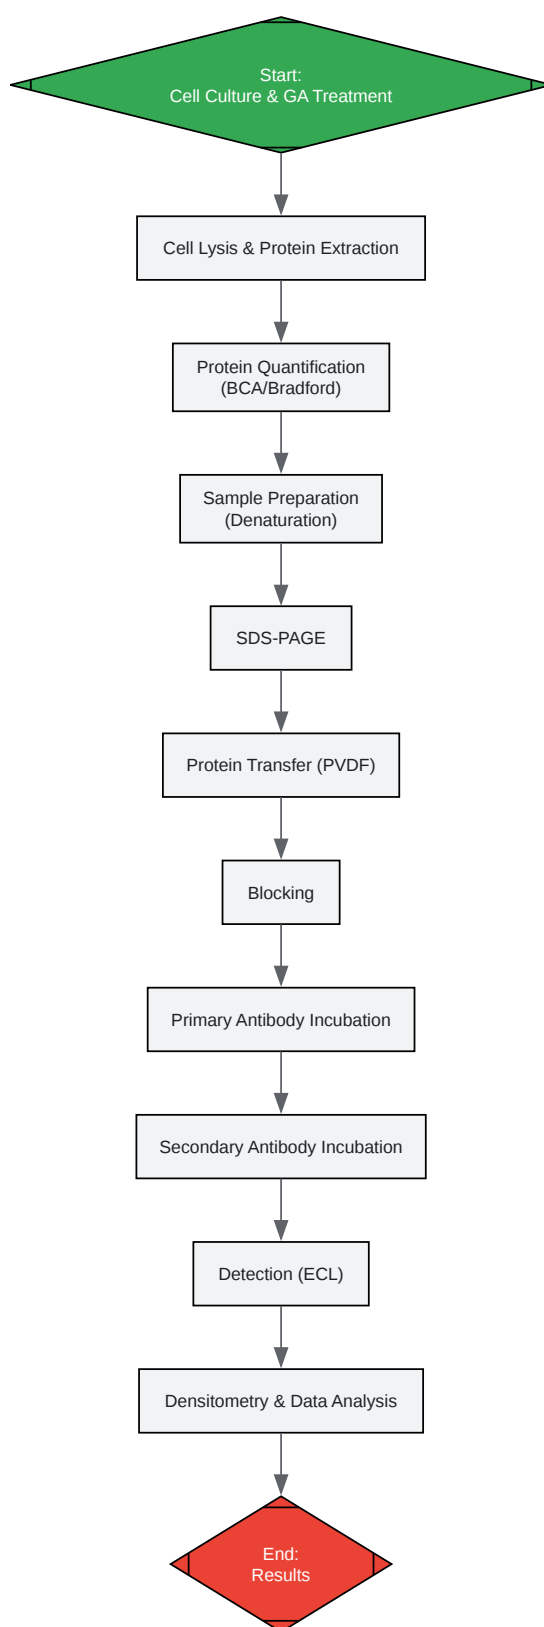 Start:
Cell Culture & GA Treatment
Cell Lysis & Protein Extraction
Protein Quantification
(BCA/Bradford)
Sample Preparation
(Denaturation)
SDS-PAGE
Protein Transfer (PVDF)
Blocking
Primary Antibody Incubation
Secondary Antibody Incubation
Detection (ECL)
Densitometry & Data Analysis
End:
Results